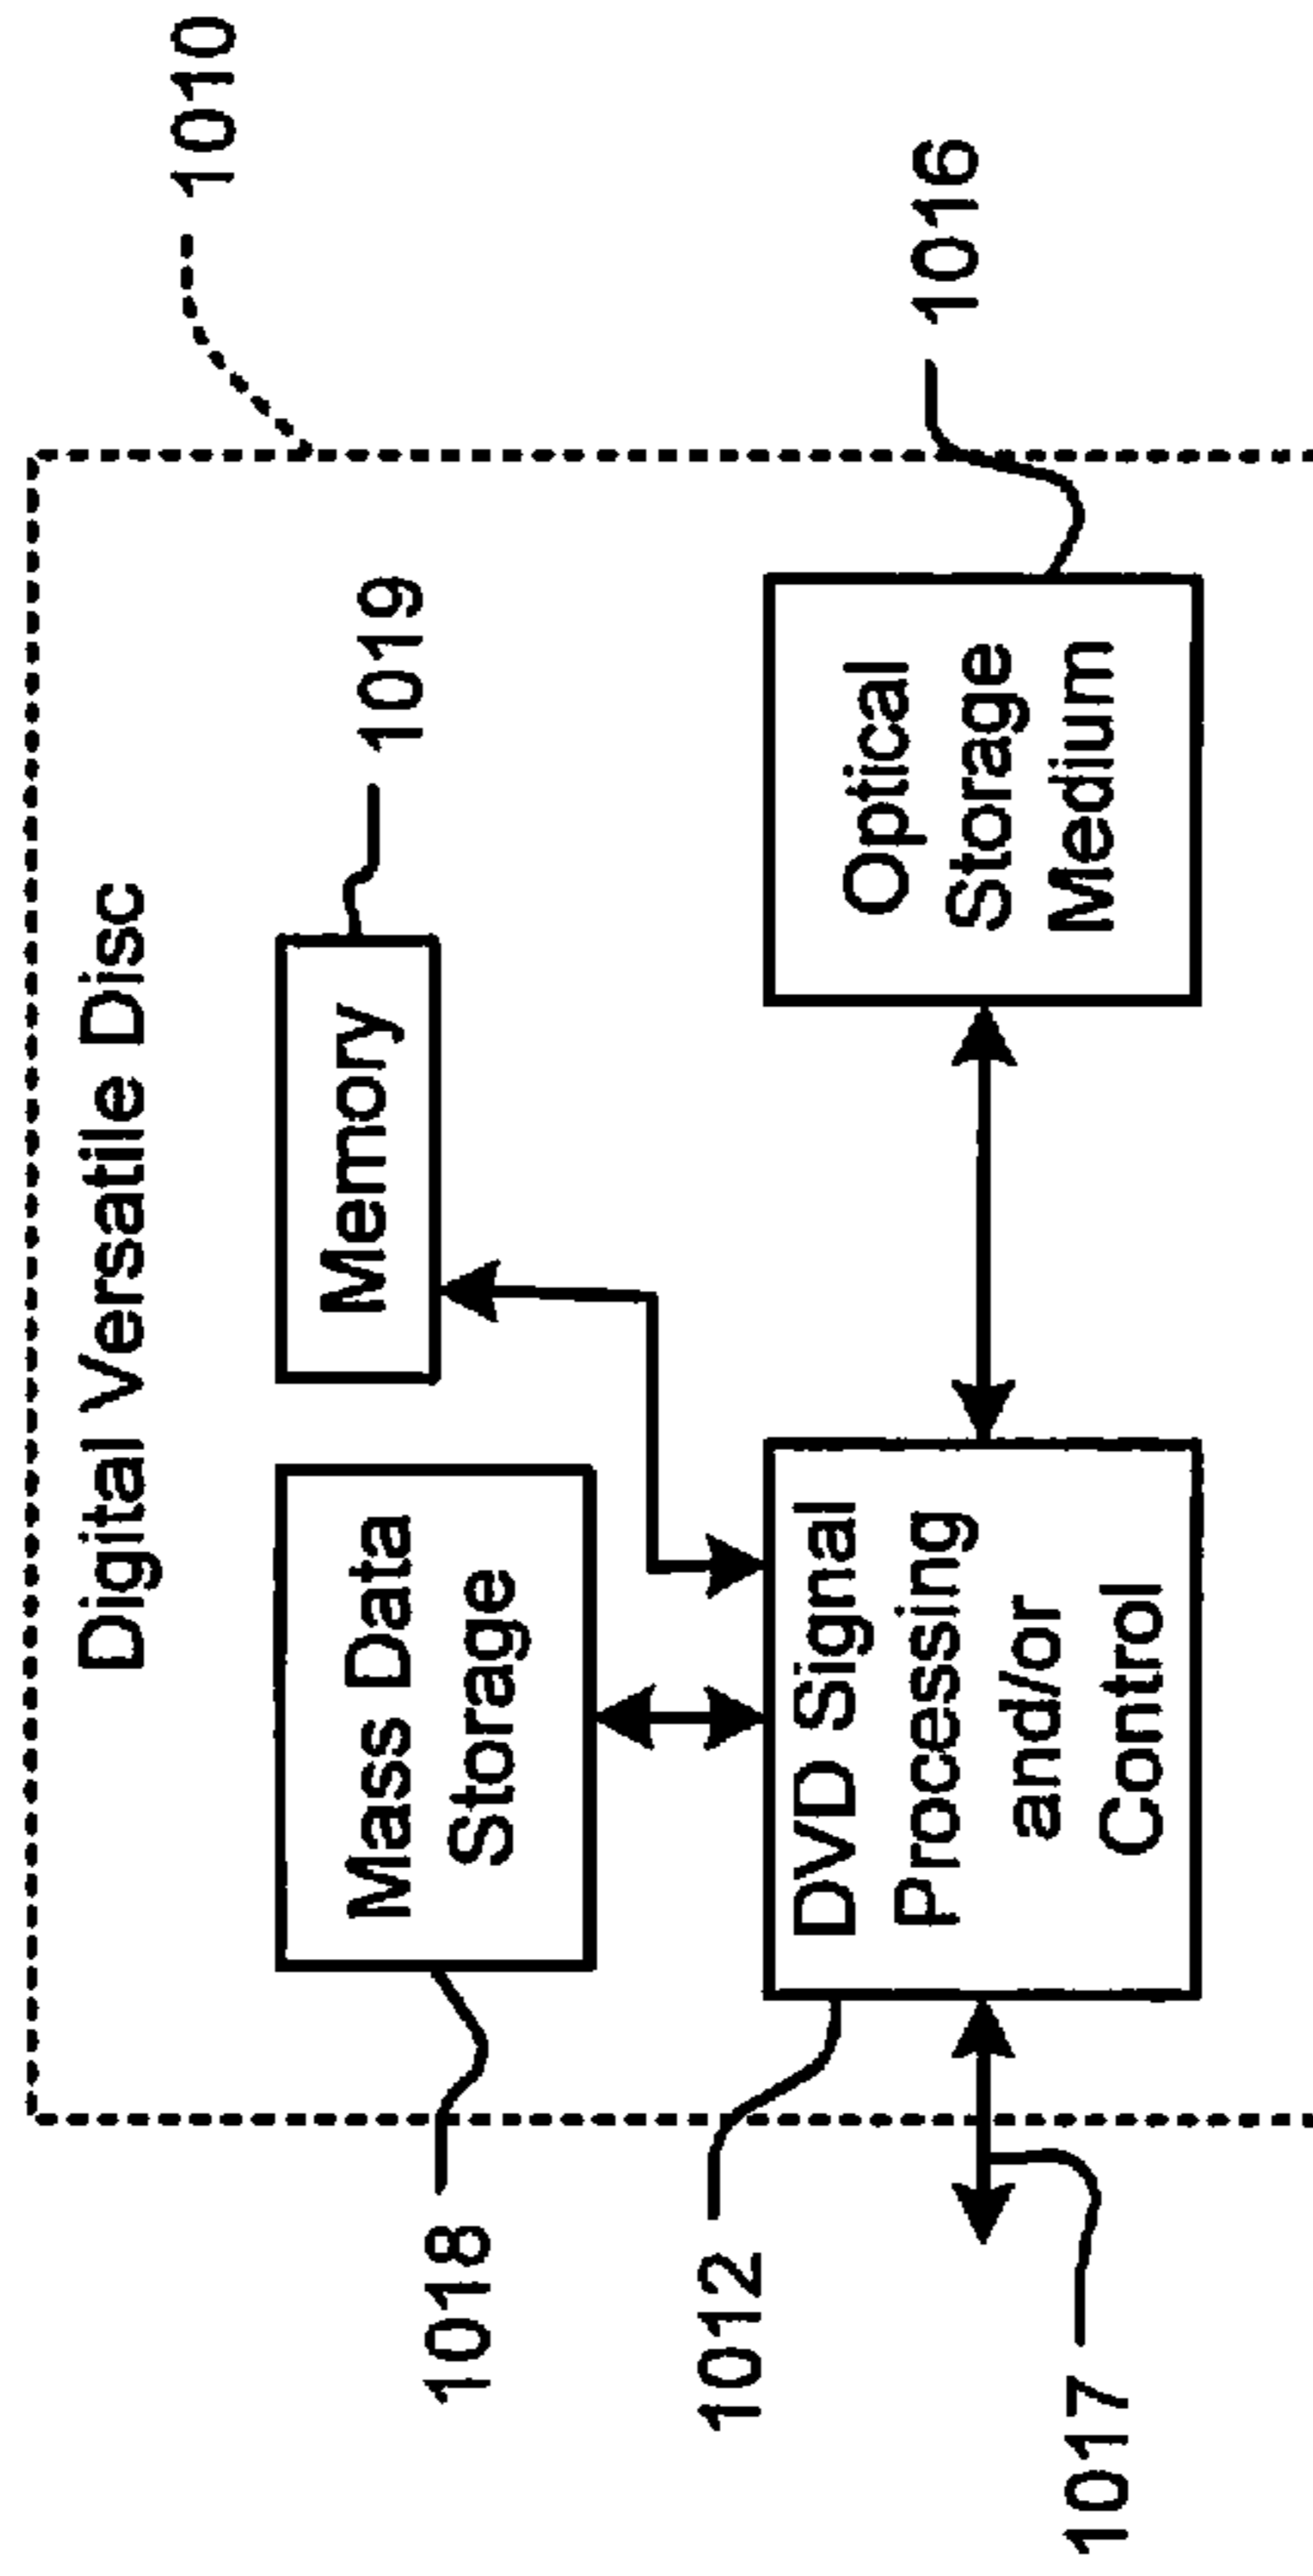 Digital Versatile Disc
1010
Mass Data
Storage
Memory
1019
1018
DVD Signal
Processing
and/or
Control
Optical
Storage
Medium
1016
1012
1017